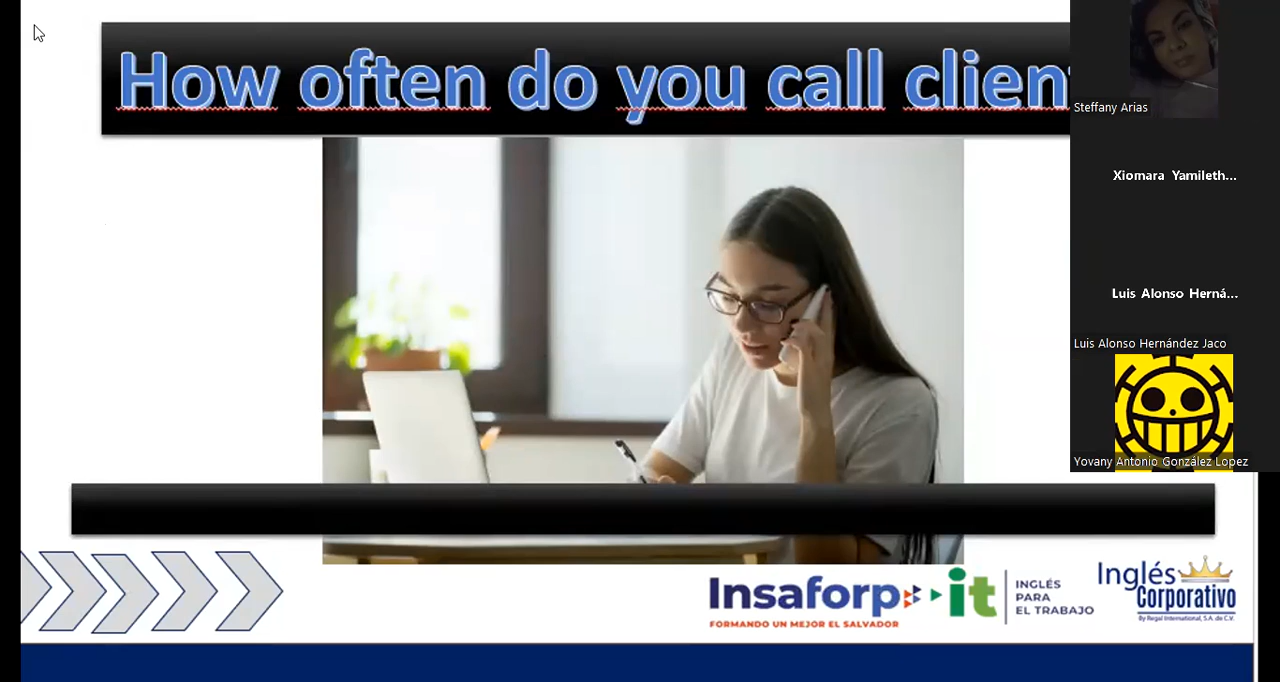 How often do you call clien
Steffany Arias
Xiomara Yamileth...
Luis Alonso Herná...
Luis Alonso Hernández Jaco
Yovany Antonio González Lopez
Insaforp
FORMANDO UN MEJOR EL SALVADOR
it
INGLÉS
PARA
EL TRABAJO
Inglés
Corporativo
By Regal International, S.A. de C.V.